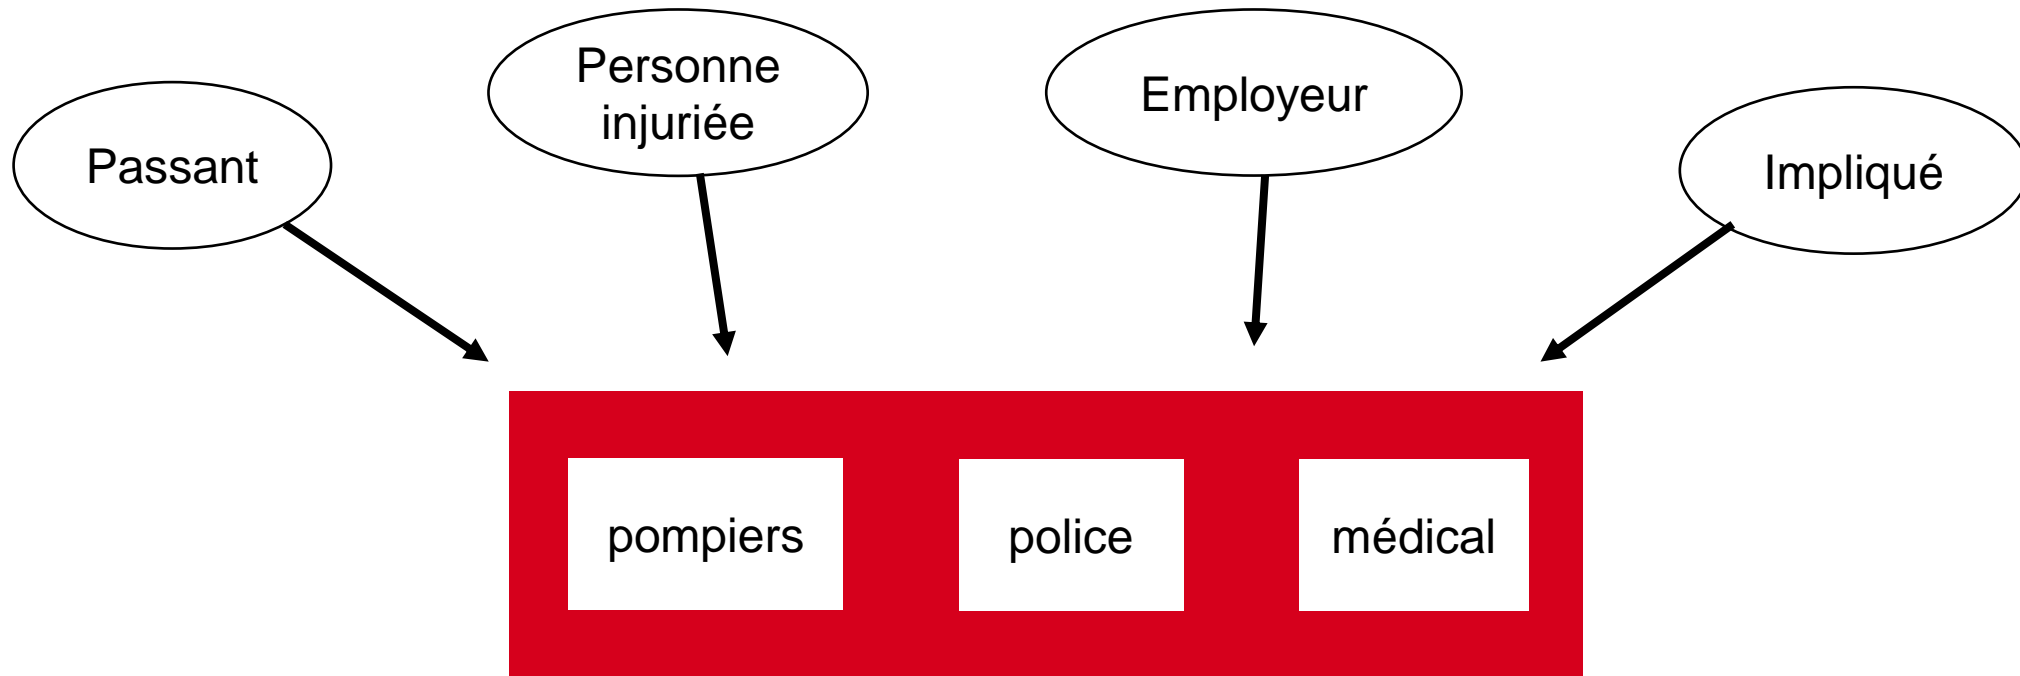 Passant
Personne
injuriée
Employeur
Impliqué
pompiers
police
médical